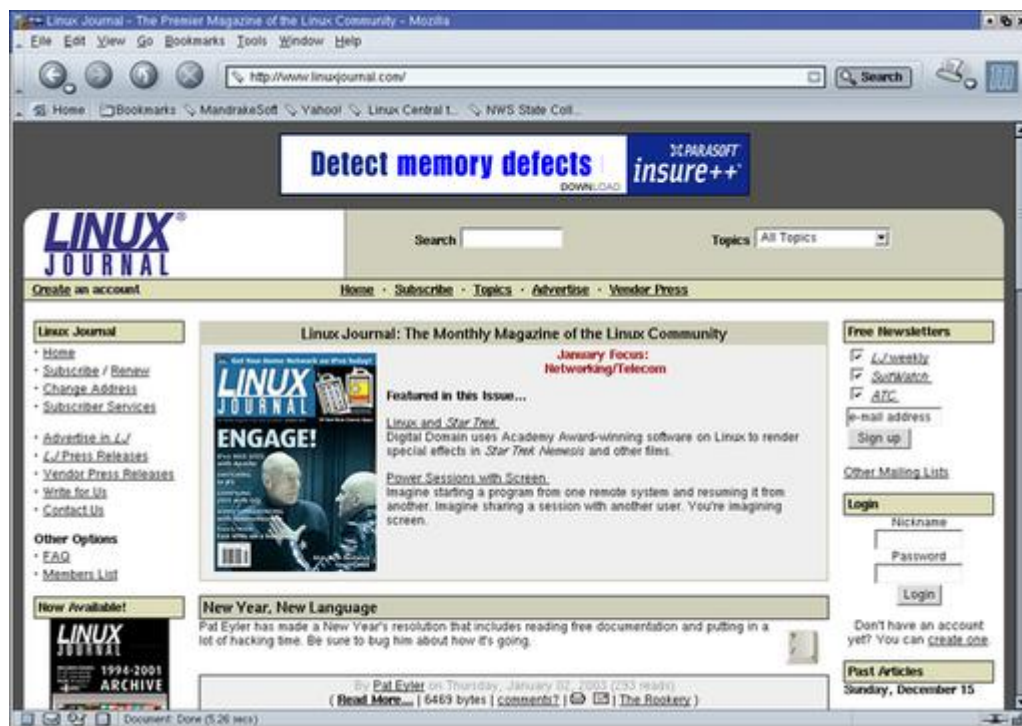 Linux Journal - The Premier Magazine of the Linux Community - Mozilla
File Edit View Go Bookmarks Tools Window Help
http://www.linuxjournal.com/
Search
Home Bookmarks MandrakeSoft Yahoo! Linux Central t... NWS State Coll...
Detect memory defects
DOWNLOAD
PARASOFT
insure++
LINUX®
JOURNAL
Search
Topics All Topics
Create an account
Home · Subscribe · Topics · Advertise · Vendor Press
Linux Journal
· Home
· Subscribe / Renew
· Change Address
· Subscriber Services
· Advertise in LJ
· LJ Press Releases
· Vendor Press Releases
· Write for Us
· Contact Us
Other Options
· FAQ
· Members List
Now Available!
LINUX
JOURNAL
1994-2001
ARCHIVE
Linux Journal: The Monthly Magazine of the Linux Community
Get Your Home Network on IPv6 Today!
LINUX
JOURNAL
ENGAGE!
January Focus:
Networking/Telecom
Featured in this Issue...
Linux and Star Trek
Digital Domain uses Academy Award-winning software on Linux to render
special effects in Star Trek Nemesis and other films.
Power Sessions with Screen
Imagine starting a program from one remote system and resuming it from
another. Imagine sharing a session with another user. You're imagining
screen.
New Year, New Language
Pat Eyler has made a New Year's resolution that includes reading free documentation and putting in a
lot of hacking time. Be sure to bug him about how it's going.
By Pat Eyler on Thursday, January 02, 2003 (293 reads)
( Read More... | 6469 bytes | comments? | | The Rookery )
Free Newsletters
LJ weekly
SuitWatch
ATC
e-mail address
Sign up
Other Mailing Lists
Login
Nickname
Password
Login
Don't have an account
yet? You can create one.
Past Articles
Sunday, December 15
Document: Done (5.26 secs)